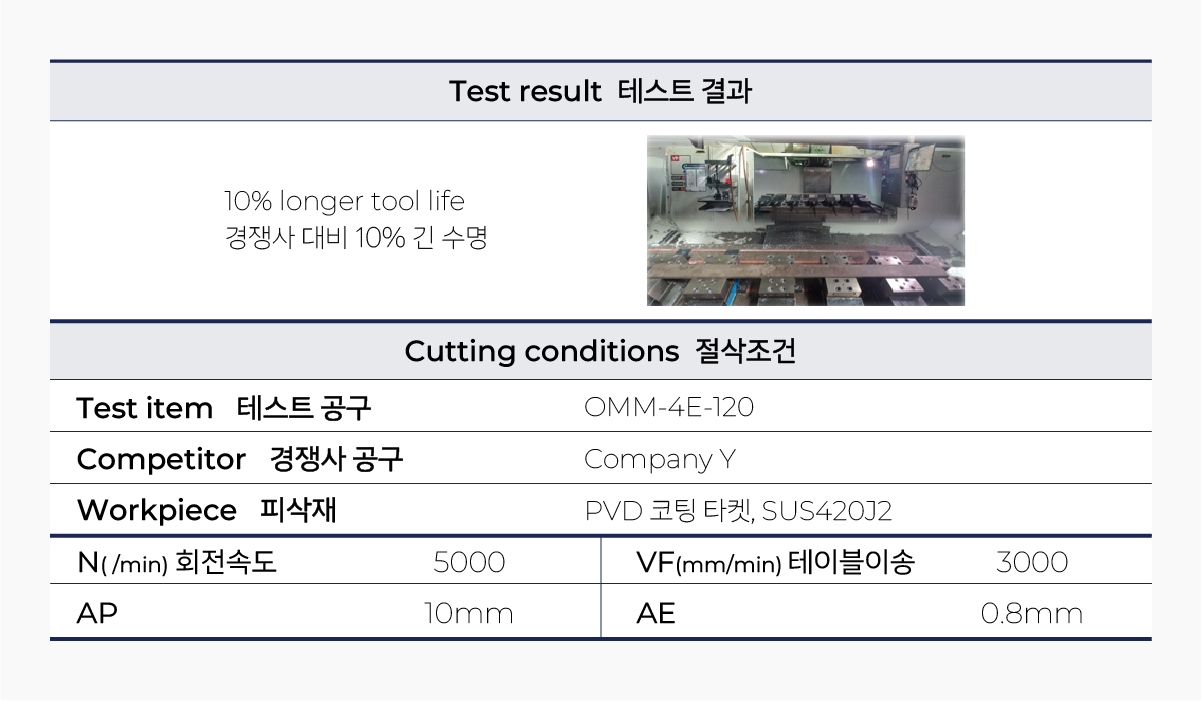 Test result 테스트 결과
10% longer tool life
경쟁사 대비 10% 긴 수명
Cutting conditions 절삭조건
Test item 테스트 공구 OMM-4E-120
Competitor 경쟁사 공구 Company Y
Workpiece 피삭재 PVD 코팅 타켓, SUS420J2
N( /min) 회전속도 5000 VF(mm/min) 테이블이송 3000
AP 10mm AE 0.8mm